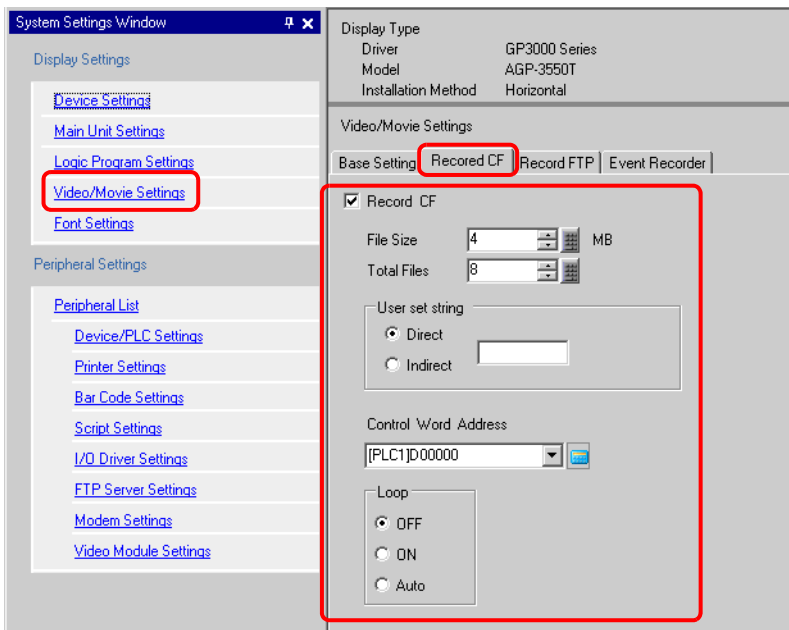 System Settings Window
Display Settings
Device Settings
Main Unit Settings
Logic Program Settings
Video/Movie Settings
Font Settings
Peripheral Settings
Peripheral List
Device/PLC Settings
Printer Settings
Bar Code Settings
Script Settings
I/O Driver Settings
FTP Server Settings
Modem Settings
Video Module Settings
Display Type
Driver GP3000 Series
Model AGP-3550T
Installation Method Horizontal
Video/Movie Settings
Base Setting Recored CF Record FTP Event Recorder
Record CF
File Size 4 MB
Total Files 8
User set string
Direct
Indirect
Control Word Address
[PLC1]D00000
Loop
OFF
ON
Auto